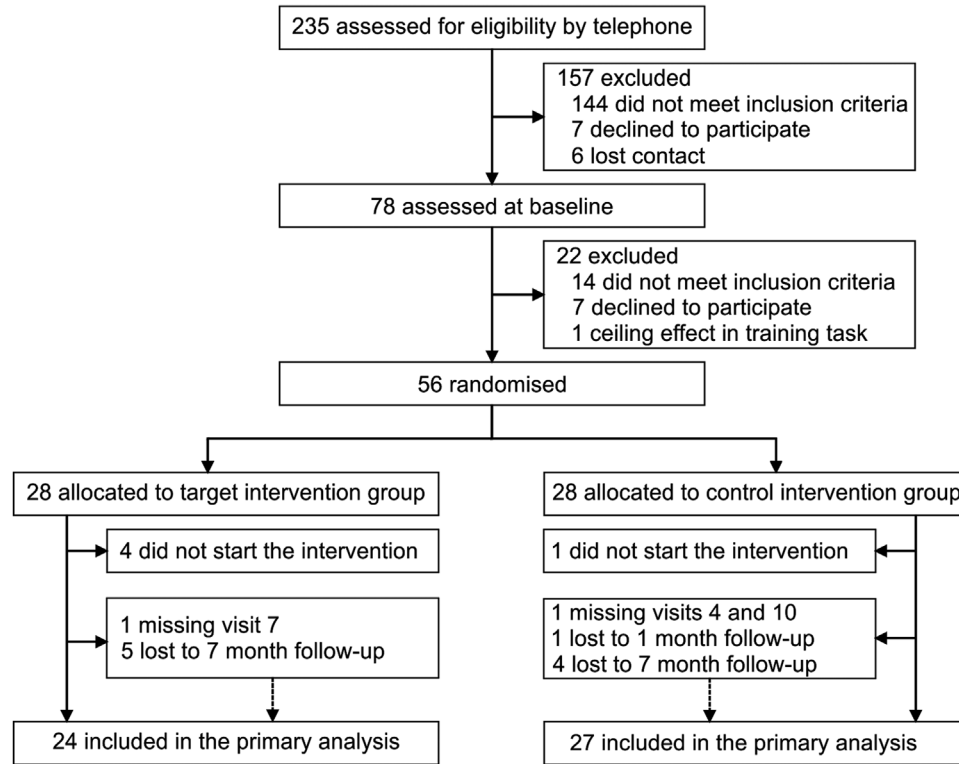 235 assessed for eligibility by telephone
157 excluded
144 did not meet inclusion criteria
7 declined to participate
6 lost contact
78 assessed at baseline
22 excluded
14 did not meet inclusion criteria
7 declined to participate
1 ceiling effect in training task
56 randomised
28 allocated to target intervention group
28 allocated to control intervention group
4 did not start the intervention
1 did not start the intervention
1 missing visit 7
5 lost to 7 month follow-up
1 missing visits 4 and 10
1 lost to 1 month follow-up
4 lost to 7 month follow-up
24 included in the primary analysis
27 included in the primary analysis